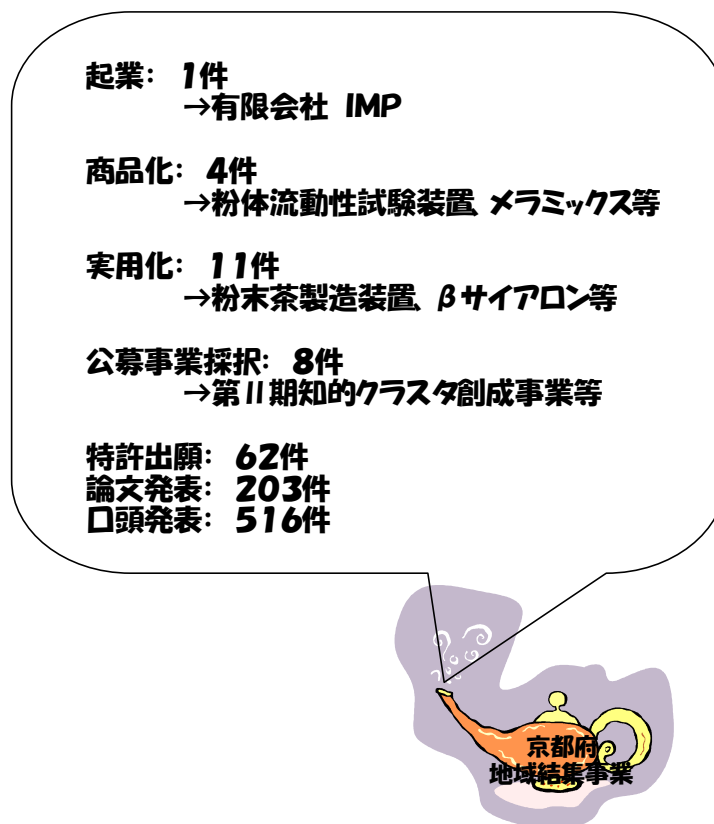 起業: 1件
→有限会社 IMP
商品化: 4件
→粉体流動性試験装置、メラミックス等
実用化: 11件
→粉末茶製造装置、βサイアロン等
公募事業採択: 8件
→第Ⅱ期知的クラスタ創成事業等
特許出願: 62件
論文発表: 203件
口頭発表: 516件
京都府
地域結集事業